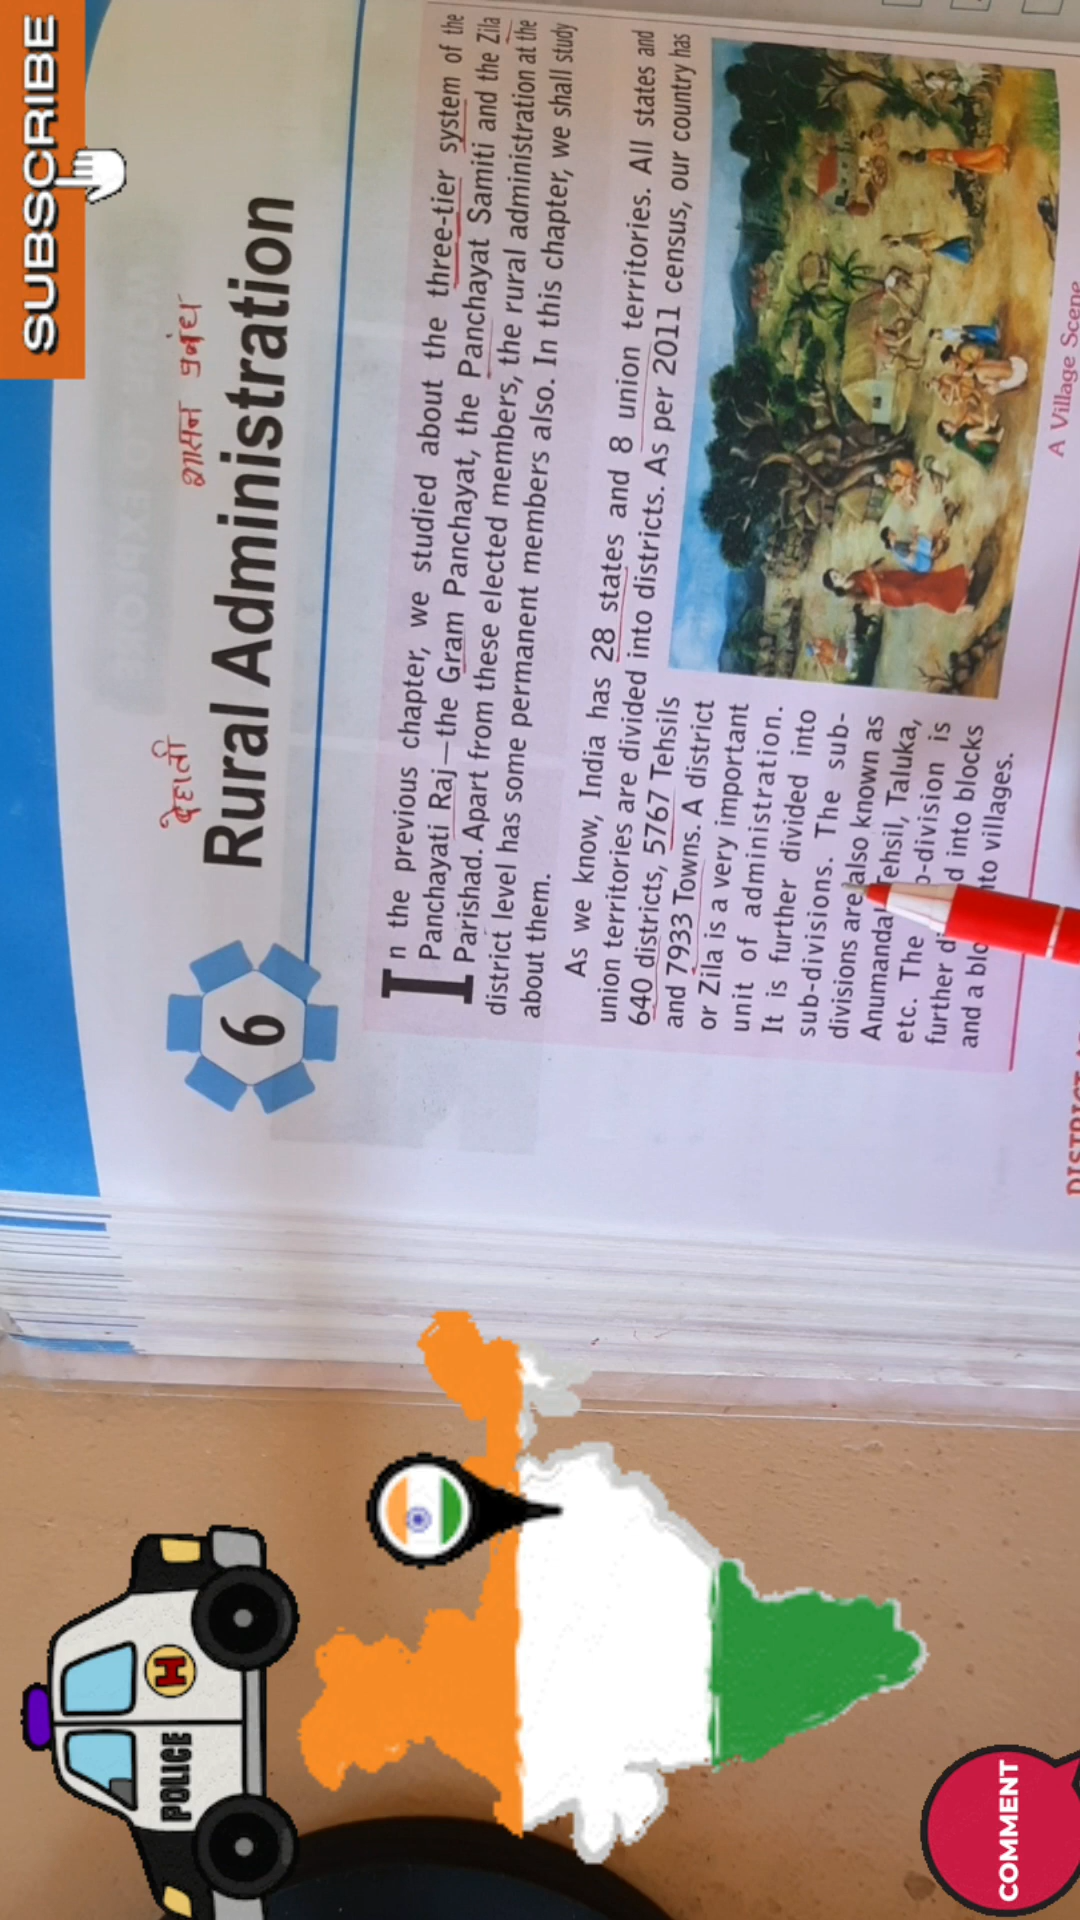 SUBSCRIBE
देहाती
शासन प्रबंध
6
Rural Administration
In the previous chapter, we studied about the three-tier system of the
Panchayati Raj—the Gram Panchayat, the Panchayat Samiti and the Zila
Parishad. Apart from these elected members, the rural administration at the
district level has some permanent members also. In this chapter, we shall study
about them.
As we know, India has 28 states and 8 union territories. All states and
union territories are divided into districts. As per 2011 census, our country has
640 districts, 5767 Tehsils
and 7933 Towns. A district
or Zila is a very important
unit of administration.
It is further divided into
sub-divisions. The sub-
divisions are also known as
Anumandal Tehsil, Taluka,
etc. The -division is
further d into blocks
and a to villages.
A Village Scene
DISTRICT
POLICE
H
COMMENT